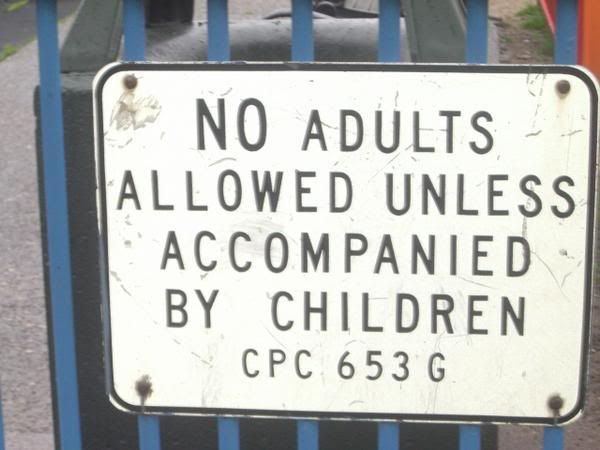 NO ADULTS
ALLOWED UNLESS
ACCOMPANIED
BY CHILDREN
CPC 653 G